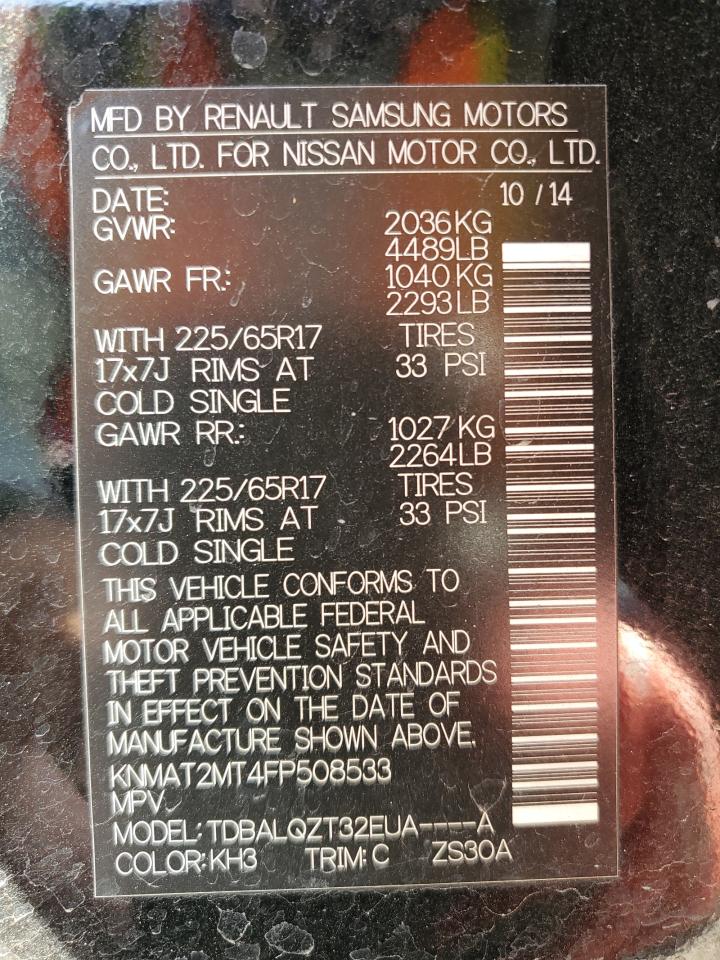 MFD BY RENAULT SAMSUNG MOTORS
CO., LTD. FOR NISSAN MOTOR CO., LTD.
DATE: 10 / 14
GVWR: 2036KG
4489LB
GAWR FR.: 1040KG
2293LB
WITH 225/65R17 TIRES
17x7J RIMS AT 33 PSI
COLD SINGLE
GAWR RR.: 1027KG
2264LB
WITH 225/65R17 TIRES
17x7J RIMS AT 33 PSI
COLD SINGLE
THIS VEHICLE CONFORMS TO
ALL APPLICABLE FEDERAL
MOTOR VEHICLE SAFETY AND
THEFT PREVENTION STANDARDS
IN EFFECT ON THE DATE OF
MANUFACTURE SHOWN ABOVE.
KNMAT2MT4FP508533
MPV
MODEL: TDBALQZT32EUA----A
COLOR: KH3 TRIM: C ZS30A